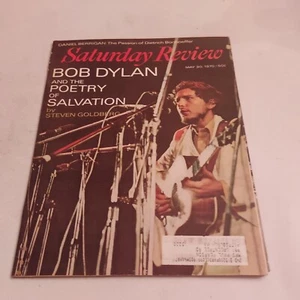 DANIEL BERRIGAN: The Passion of Dietrich Bonhoeffer
Saturday Review
MAY 30, 1970 • 50¢
BOB DYLAN
AND THE
POETRY
OF
SALVATION
by
STEVEN GOLDBERG